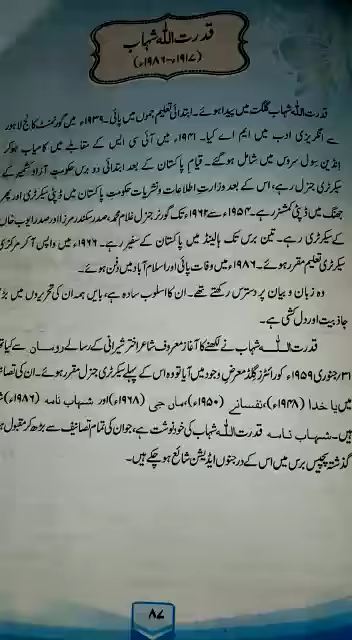 قدرت اللہ شہاب
(۱۹۱۷ء-۱۹۸۶ء)
قدرت اللہ شہاب گلگت میں پیدا ہوئے۔ ابتدائی تعلیم جموں میں پائی۔ ۱۹۳۹ء میں گورنمنٹ کالج لاہور
سے انگریزی ادب میں ایم اے کیا۔ ۱۹۴۱ء میں آئی سی ایس کے مقابلے میں کامیاب ہو کر
انڈین سول سروس میں شامل ہو گئے۔ قیامِ پاکستان کے بعد ابتدائی دو برس حکومتِ آزاد کشمیر کے
سیکرٹری جنرل رہے، اس کے بعد وزارتِ اطلاعات و نشریات حکومتِ پاکستان میں ڈپٹی سیکرٹری اور پھر
جھنگ میں ڈپٹی کمشنر رہے۔ ۱۹۵۴ء سے ۱۹۶۲ء تک گورنر جنرل غلام محمد، صدر سکندر مرزا اور صدر ایوب خان
کے سیکرٹری رہے۔ تین برس تک ہالینڈ میں پاکستان کے سفیر رہے۔ ۱۹۶۶ء میں واپس آ کر مرکزی
سیکرٹری تعلیم مقرر ہوئے۔ ۱۹۸۶ء میں وفات پائی اور اسلام آباد میں دفن ہوئے۔
وہ زبان و بیان پر دسترس رکھتے تھے۔ ان کا اسلوب سادہ ہے، بایں ہمہ ان کی تحریروں میں
جاذبیت اور دل کشی ہے۔
قدرت اللہ شہاب نے لکھنے کا آغاز معروف شاعر اختر شیرانی کے رسالے رومان سے کیا
۳۱ جنوری ۱۹۵۹ء کو رائٹرز گلڈ معرضِ وجود میں آیا تو وہ اس کے پہلے سیکرٹری جنرل مقرر ہوئے۔ ان کی
میں یا خدا (۱۹۴۸ء)، نفسانے (۱۹۵۰ء)، ماں جی (۱۹۶۸ء) اور شہاب نامہ (۱۹۸۶ء)
ہیں۔ شہاب نامہ قدرت اللہ شہاب کی خود نوشت ہے، جو ان کی تمام تصانیف سے بڑھ کر مقبول
گذشتہ پچیس برس میں اس کے درجنوں ایڈیشن شائع ہو چکے ہیں۔
۸۷